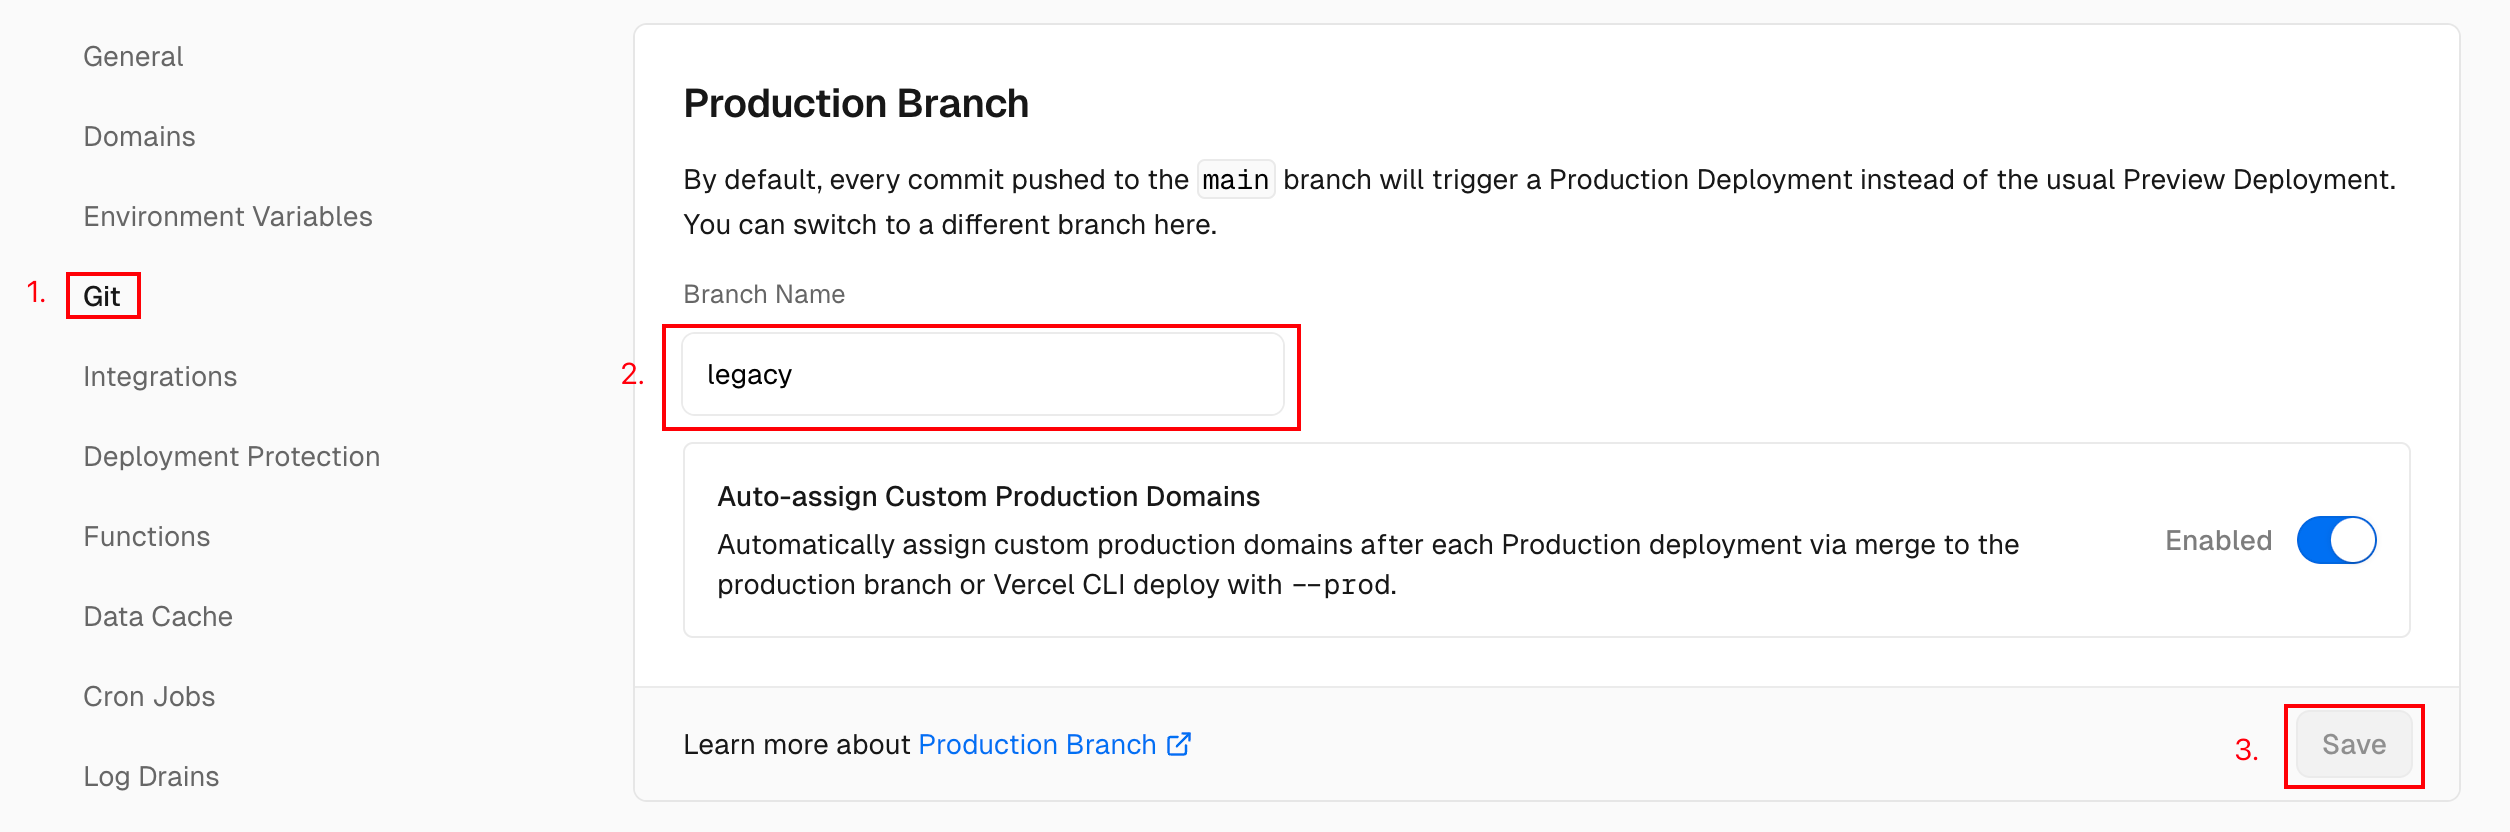 General
Domains
Environment Variables
1. Git
Integrations
Deployment Protection
Functions
Data Cache
Cron Jobs
Log Drains
Production Branch
By default, every commit pushed to the main branch will trigger a Production Deployment instead of the usual Preview Deployment.
You can switch to a different branch here.
Branch Name
2. legacy
Auto-assign Custom Production Domains
Automatically assign custom production domains after each Production deployment via merge to the
production branch or Vercel CLI deploy with --prod.
Enabled
Learn more about Production Branch
3. Save